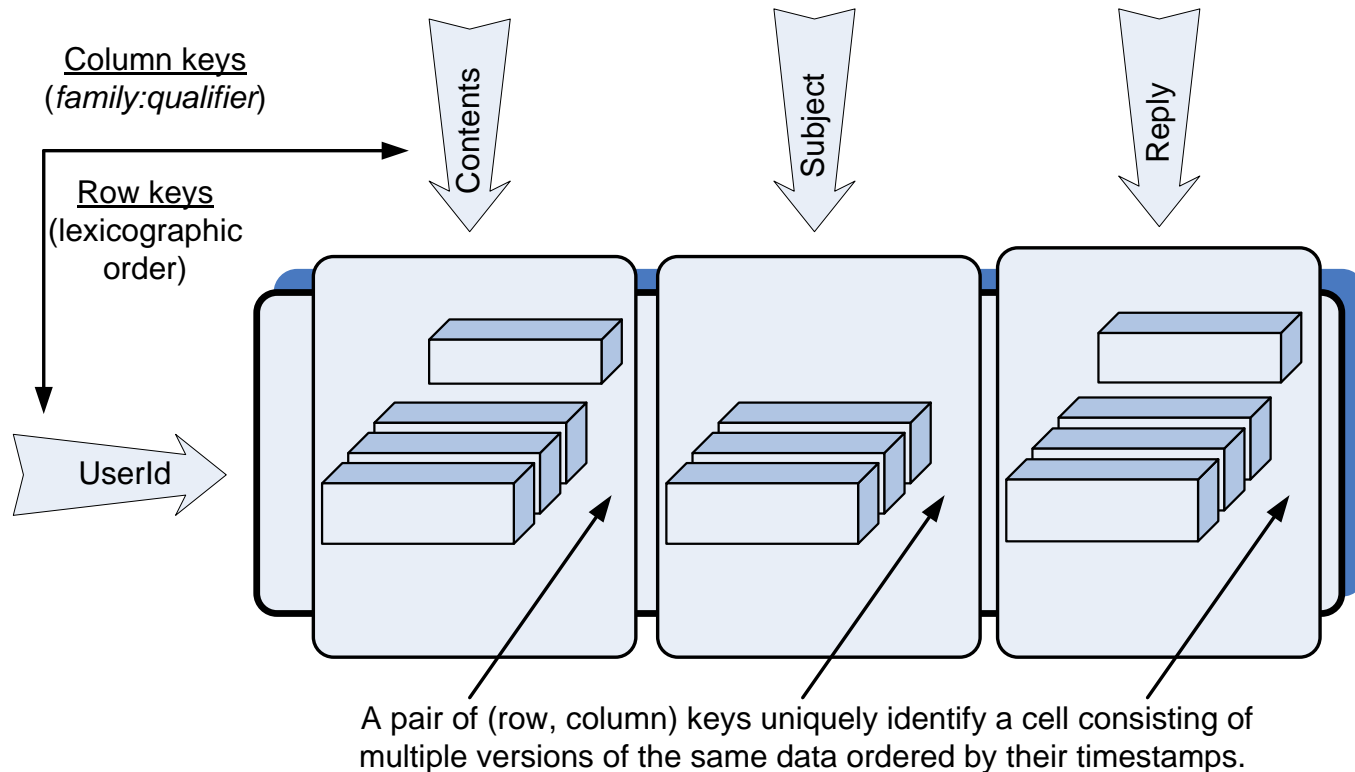 Column keys
(family:qualifier)
Row keys
(lexicographic
order)
Contents
Subject
Reply
UserId
A pair of (row, column) keys uniquely identify a cell consisting of
multiple versions of the same data ordered by their timestamps.